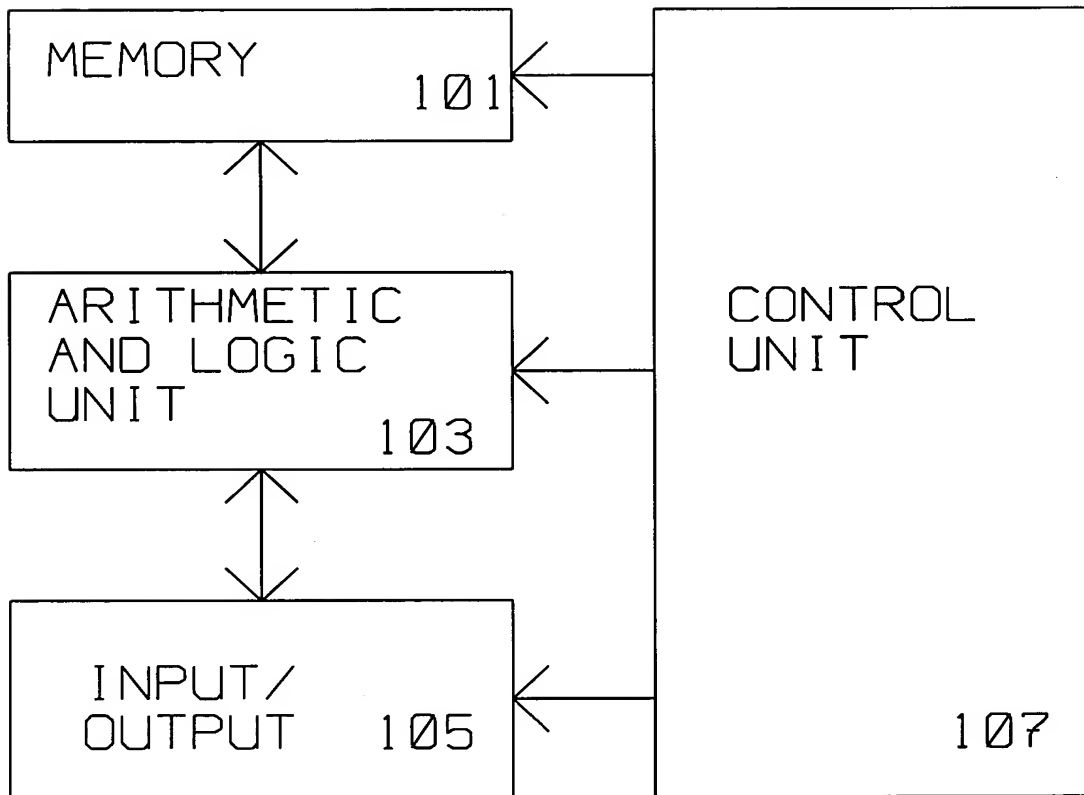 MEMORY
101
ARITHMETIC
AND LOGIC
UNIT
103
INPUT/
OUTPUT 105
CONTROL
UNIT
107